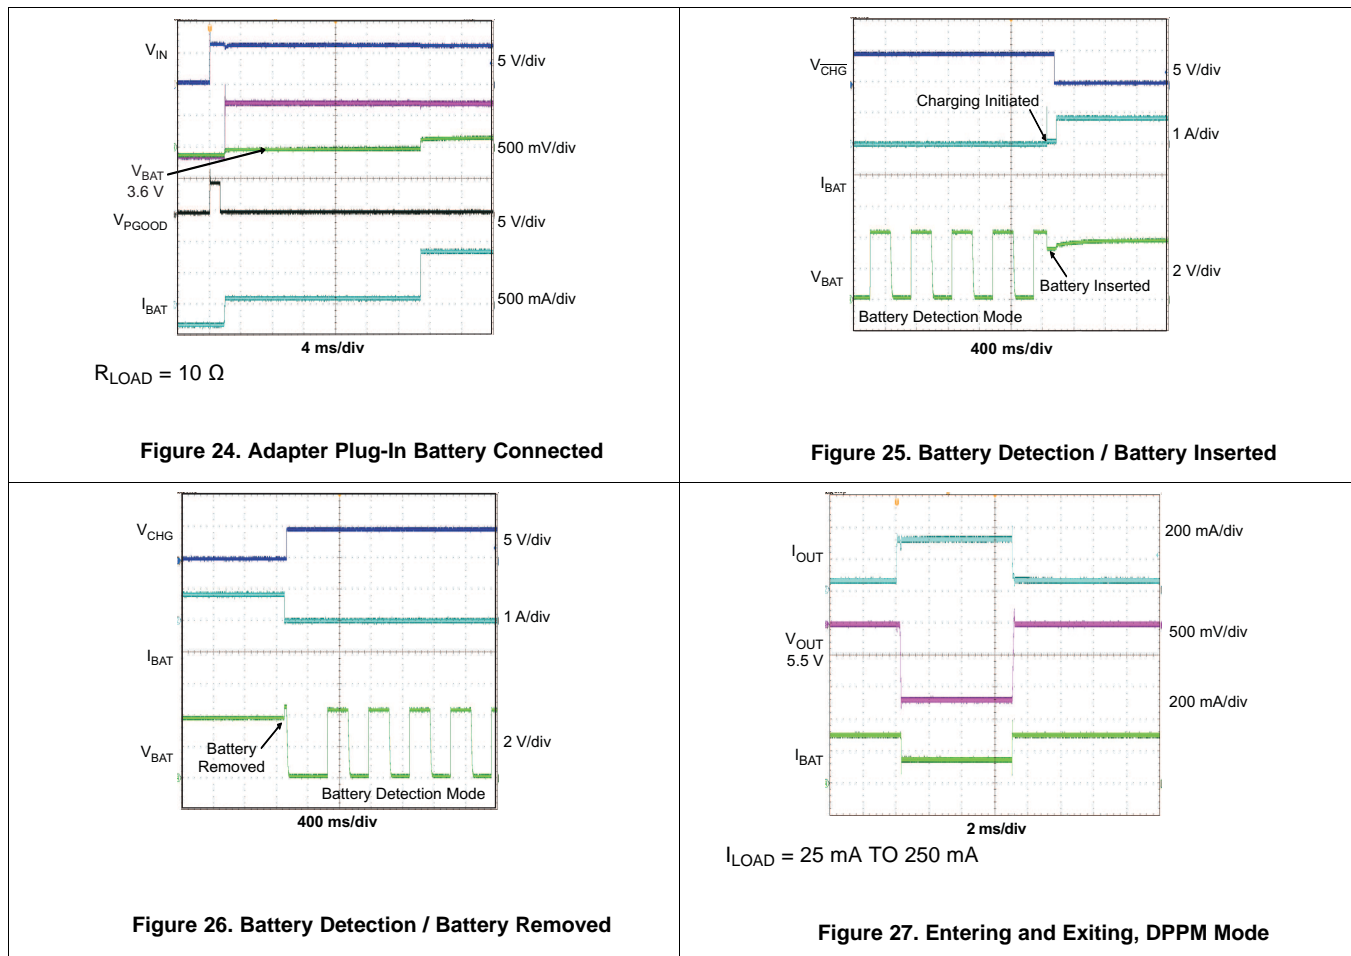 V_IN
5 V/div
500 mV/div
V_BAT
3.6 V
V_PGOOD
5 V/div
I_BAT
500 mA/div
4 ms/div
R_LOAD = 10 Ω
Figure 24. Adapter Plug-In Battery Connected
V_C̅H̅G̅
5 V/div
Charging Initiated
1 A/div
I_BAT
V_BAT
2 V/div
Battery Inserted
Battery Detection Mode
400 ms/div
Figure 25. Battery Detection / Battery Inserted
V_CHG
5 V/div
1 A/div
I_BAT
V_BAT
Battery
Removed
2 V/div
Battery Detection Mode
400 ms/div
Figure 26. Battery Detection / Battery Removed
200 mA/div
I_OUT
V_OUT
5.5 V
500 mV/div
200 mA/div
I_BAT
2 ms/div
I_LOAD = 25 mA TO 250 mA
Figure 27. Entering and Exiting, DPPM Mode